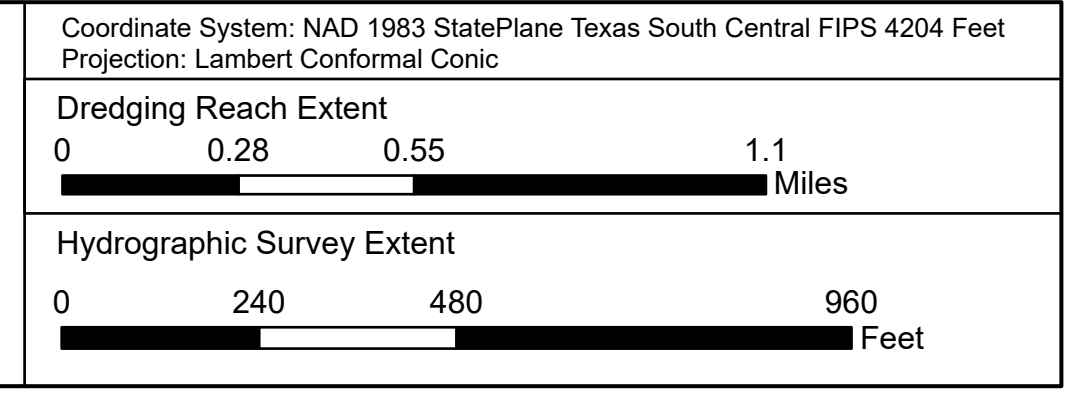 Coordinate System: NAD 1983 StatePlane Texas South Central FIPS 4204 Feet
Projection: Lambert Conformal Conic
Dredging Reach Extent
0 0.28 0.55 1.1
Miles
Hydrographic Survey Extent
0 240 480 960
Feet